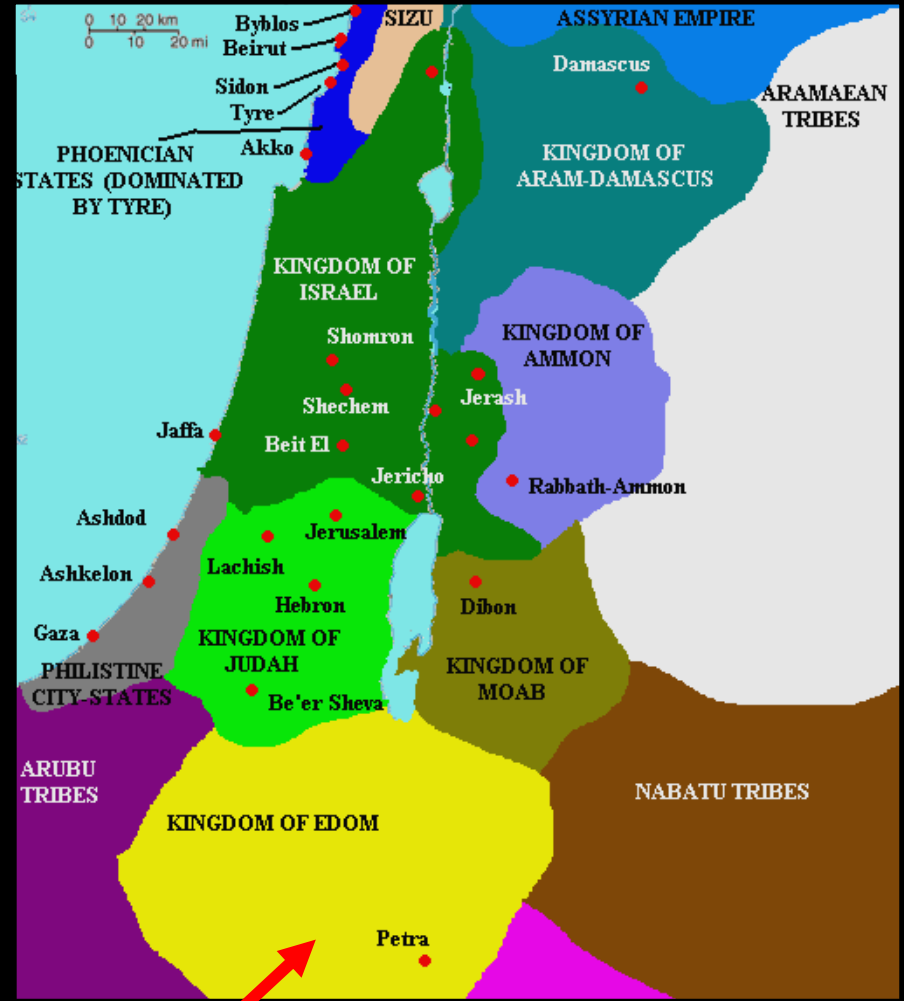 0 10 20 km
0 10 20 mi
Byblos
Beirut
Sidon
Tyre
Akko
SIZU
ASSYRIAN EMPIRE
Damascus
ARAMAEAN
TRIBES
PHOENICIAN
STATES (DOMINATED
BY TYRE)
KINGDOM OF
ARAM-DAMASCUS
KINGDOM OF
ISRAEL
Shomron
Shechem
Beit El
Jaffa
Jericho
KINGDOM OF
AMMON
Jerash
Rabbath-Ammon
Ashdod
Ashkelon
Gaza
PHILISTINE
CITY-STATES
Jerusalem
Lachish
Hebron
KINGDOM OF
JUDAH
Be'er Sheva
Dibon
KINGDOM OF
MOAB
ARUBU
TRIBES
NABATU TRIBES
KINGDOM OF EDOM
Petra